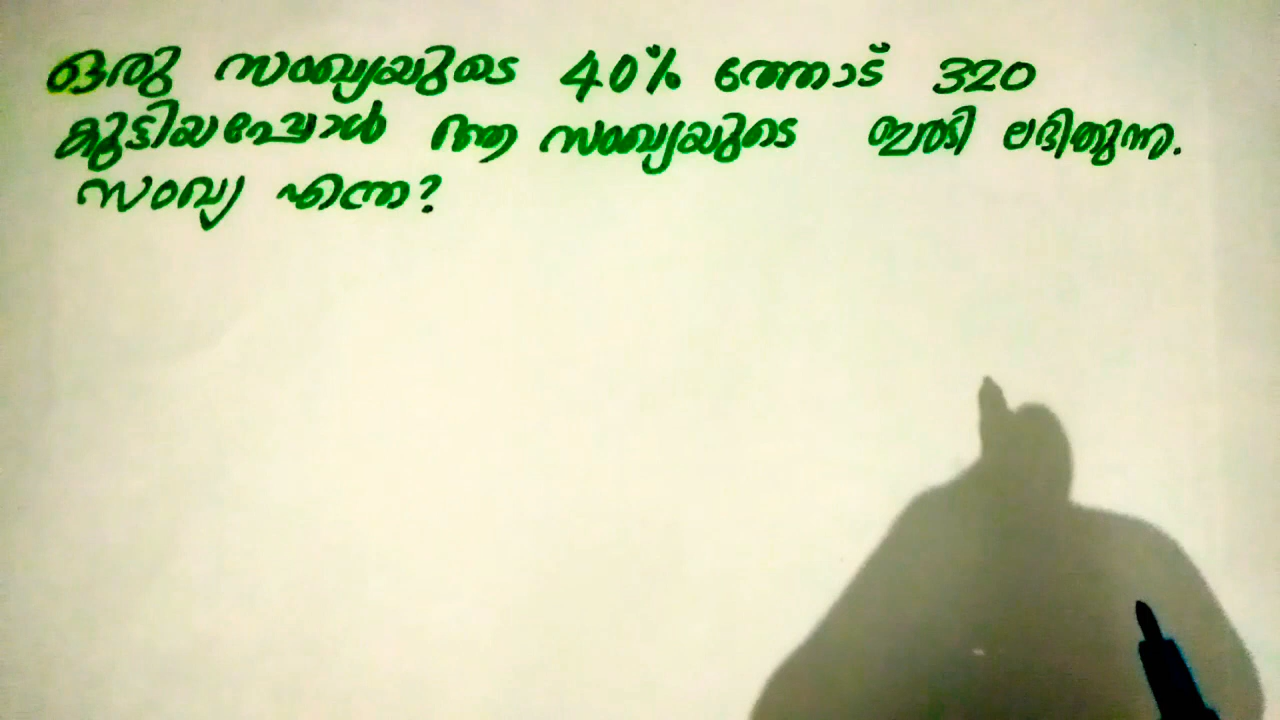 ഒരു സംഖ്യയുടെ 40% ത്തോട് 320
കൂട്ടിയപ്പോൾ ആ സംഖ്യയുടെ ഇരട്ടി ലഭിക്കുന്നു.
സംഖ്യ എന്ത?